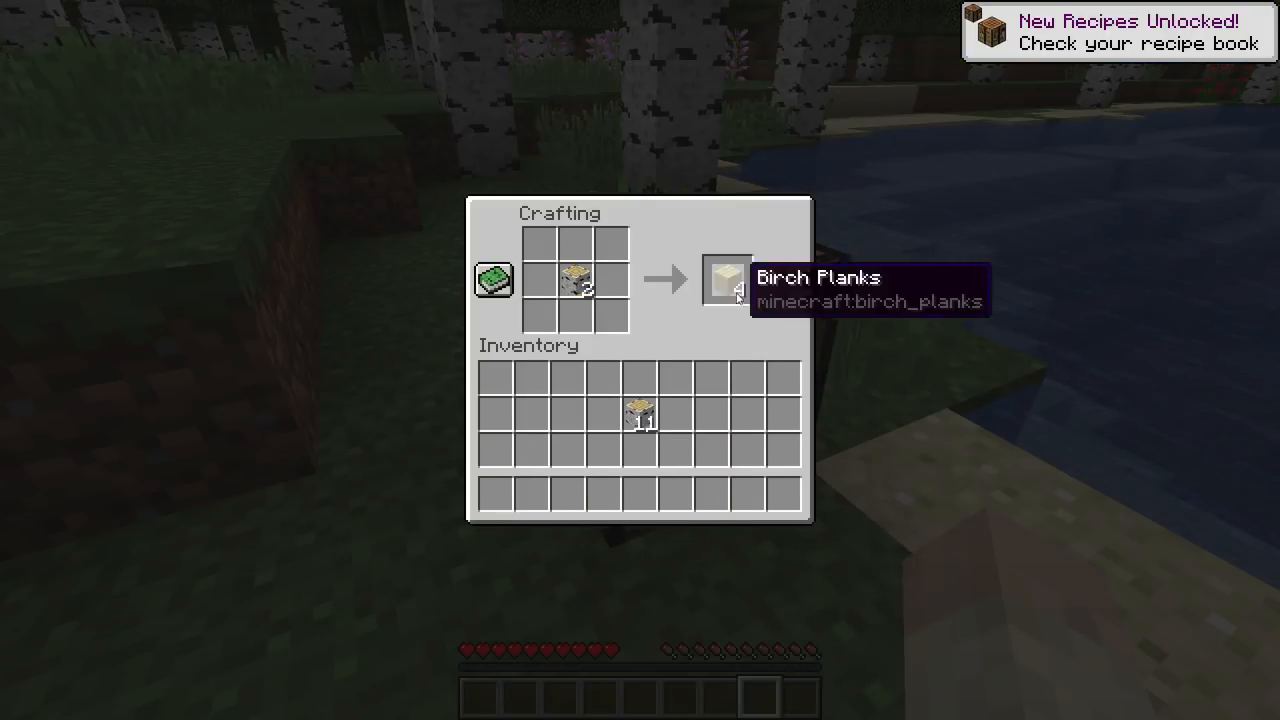 New Recipes Unlocked!
Check your recipe book
Crafting
2
4
Birch Planks
minecraft:birch_planks
Inventory
11